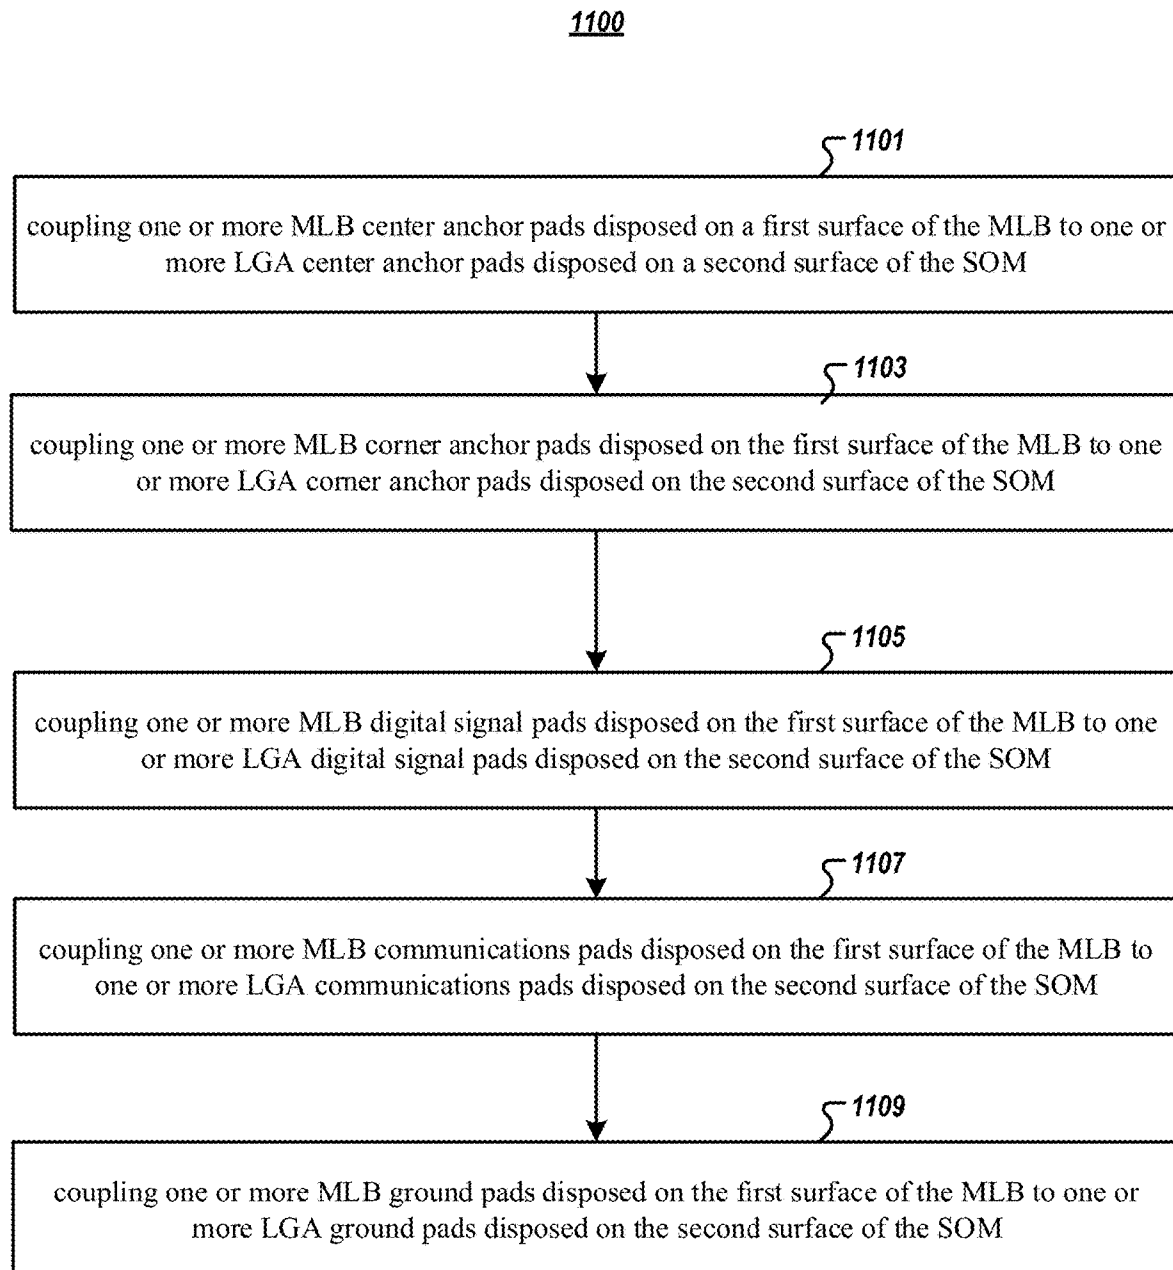 1100
1101
coupling one or more MLB center anchor pads disposed on a first surface of the MLB to one or
more LGA center anchor pads disposed on a second surface of the SOM
1103
coupling one or more MLB corner anchor pads disposed on the first surface of the MLB to one
or more LGA corner anchor pads disposed on the second surface of the SOM
1105
coupling one or more MLB digital signal pads disposed on the first surface of the MLB to one
or more LGA digital signal pads disposed on the second surface of the SOM
1107
coupling one or more MLB communications pads disposed on the first surface of the MLB to
one or more LGA communications pads disposed on the second surface of the SOM
1109
coupling one or more MLB ground pads disposed on the first surface of the MLB to one or
more LGA ground pads disposed on the second surface of the SOM